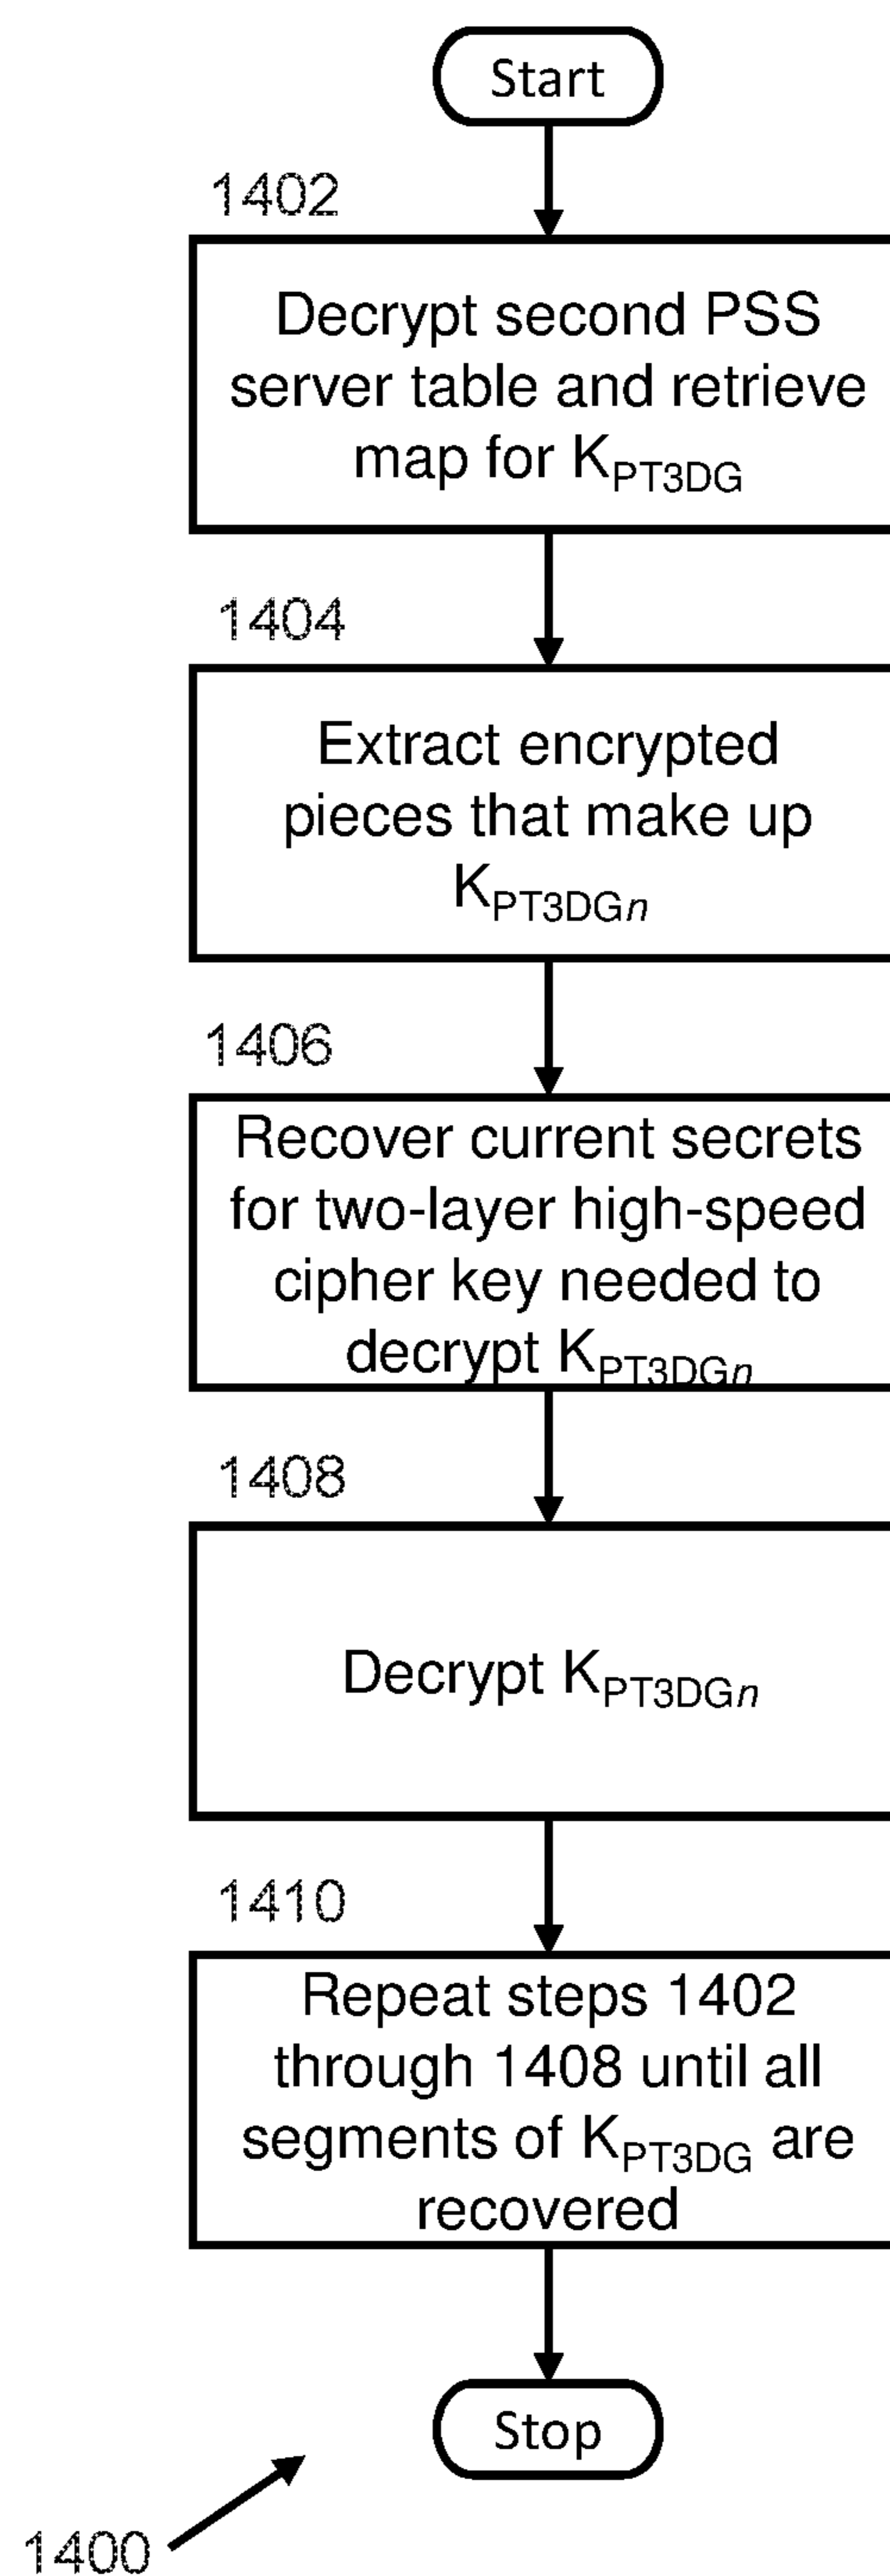 Start
1402
Decrypt second PSS
server table and retrieve
map for KPT3DG
1404
Extract encrypted
pieces that make up
KPT3DGn
1406
Recover current secrets
for two-layer high-speed
cipher key needed to
decrypt KPT3DGn
1408
Decrypt KPT3DGn
1410
Repeat steps 1402
through 1408 until all
segments of KPT3DG are
recovered
Stop
1400